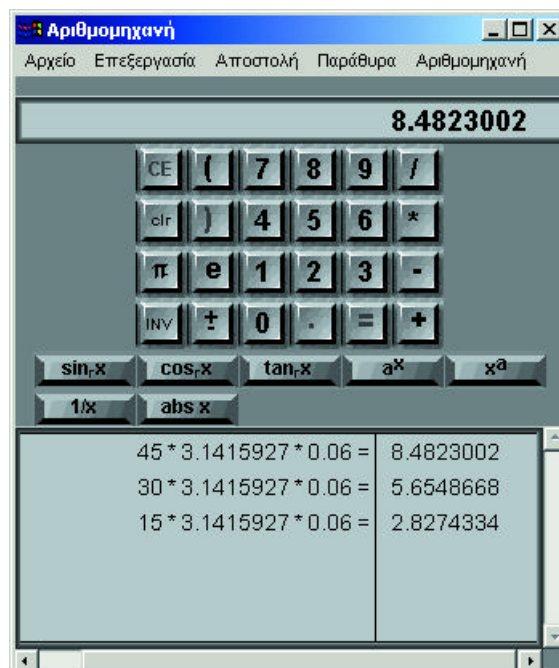 Αριθμομηχανή
Αρχείο Επεξεργασία Αποστολή Παράθυρα Αριθμομηχανή
8.4823002
CE ( 7 8 9 /
clr ) 4 5 6 *
π e 1 2 3 -
INV ± 0 . = +
sinᵣx cosᵣx tanᵣx aˣ xᵃ
1/x abs x
45 * 3.1415927 * 0.06 = 8.4823002
30 * 3.1415927 * 0.06 = 5.6548668
15 * 3.1415927 * 0.06 = 2.8274334